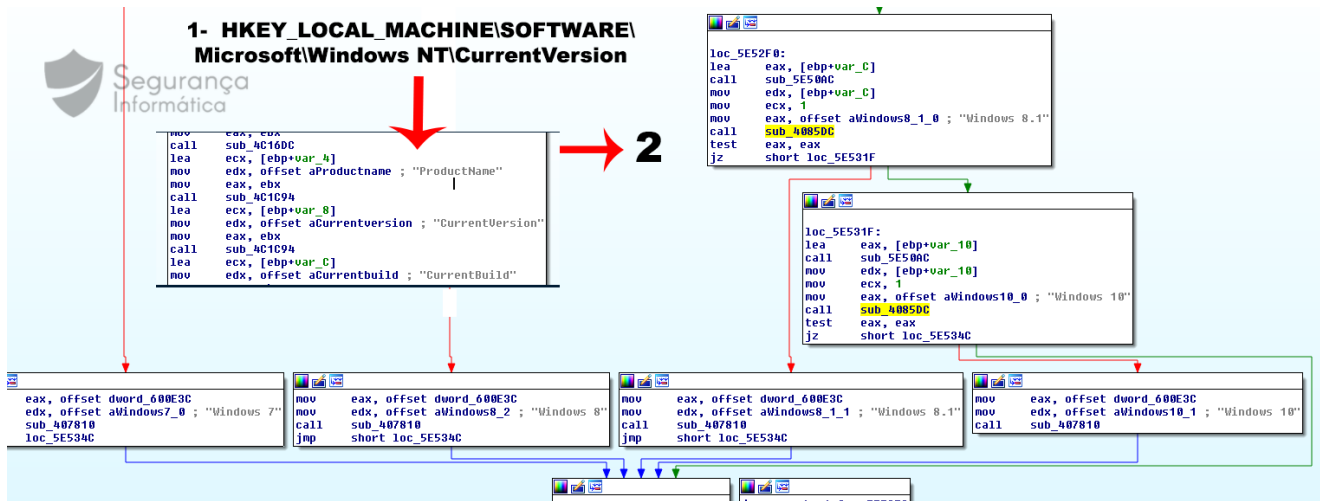 1- HKEY_LOCAL_MACHINE\SOFTWARE\
Microsoft\Windows NT\CurrentVersion
Segurança
Informática
mov eax, ebx
call sub_4C16DC
lea ecx, [ebp+var_4]
mov edx, offset aProductname ; "ProductName"
mov eax, ebx
call sub_4C1C94
lea ecx, [ebp+var_8]
mov edx, offset aCurrentversion ; "CurrentVersion"
mov eax, ebx
call sub_4C1C94
lea ecx, [ebp+var_C]
mov edx, offset aCurrentbuild ; "CurrentBuild"
2
loc_5E52F0:
lea eax, [ebp+var_C]
call sub_5E50AC
mov edx, [ebp+var_C]
mov ecx, 1
mov eax, offset aWindows8_1_0 ; "Windows 8.1"
call sub_4085DC
test eax, eax
jz short loc_5E531F
loc_5E531F:
lea eax, [ebp+var_10]
call sub_5E50AC
mov edx, [ebp+var_10]
mov ecx, 1
mov eax, offset aWindows10_0 ; "Windows 10"
call sub_4085DC
test eax, eax
jz short loc_5E534C
eax, offset dword_600E3C
edx, offset aWindows7_0 ; "Windows 7"
sub_407810
loc_5E534C
mov eax, offset dword_600E3C
mov edx, offset aWindows8_2 ; "Windows 8"
call sub_407810
jmp short loc_5E534C
mov eax, offset dword_600E3C
mov edx, offset aWindows8_1_1 ; "Windows 8.1"
call sub_407810
jmp short loc_5E534C
mov eax, offset dword_600E3C
mov edx, offset aWindows10_1 ; "Windows 10"
call sub_407810